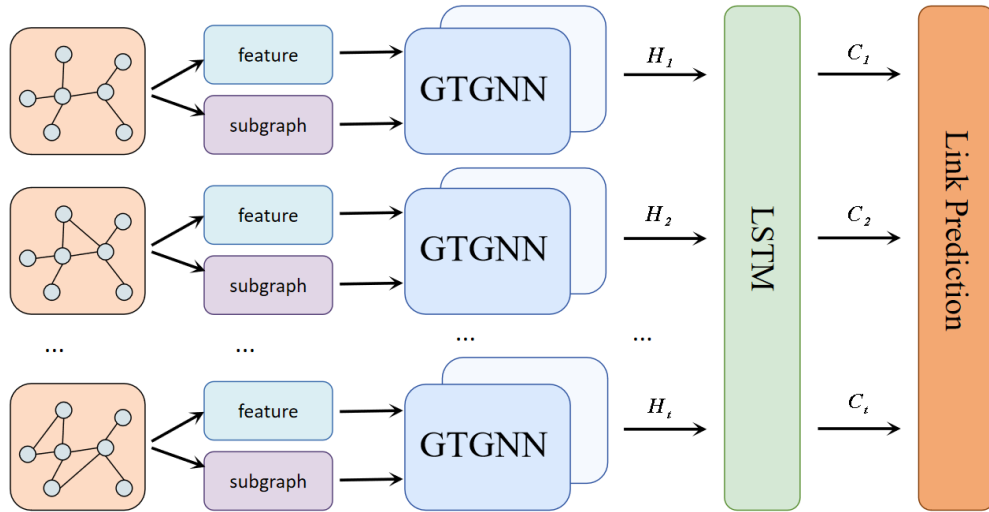 feature
subgraph
GTGNN
H1
C1
feature
subgraph
GTGNN
H2
C2
LSTM
Link Prediction
...
...
...
...
feature
subgraph
GTGNN
Ht
Ct